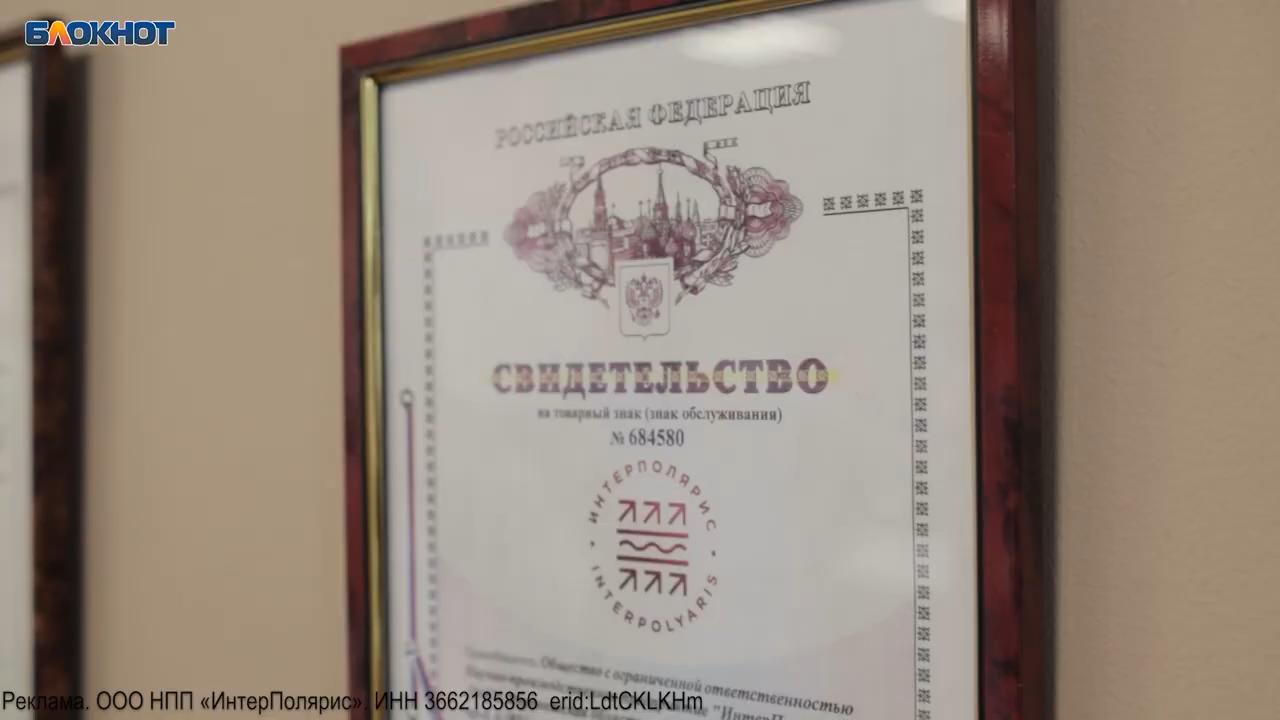 БЛОКНОТ
РОССИЙСКАЯ ФЕДЕРАЦИЯ
СВИДЕТЕЛЬСТВО
на товарный знак (знак обслуживания)
№ 684580
ИНТЕРПОЛЯРИС
INTERPOLYARIS
Общество с ограниченной ответственностью
Реклама. ООО НПП «ИнтерПолярис». ИНН 3662185856 erid:LdtCKLKHm